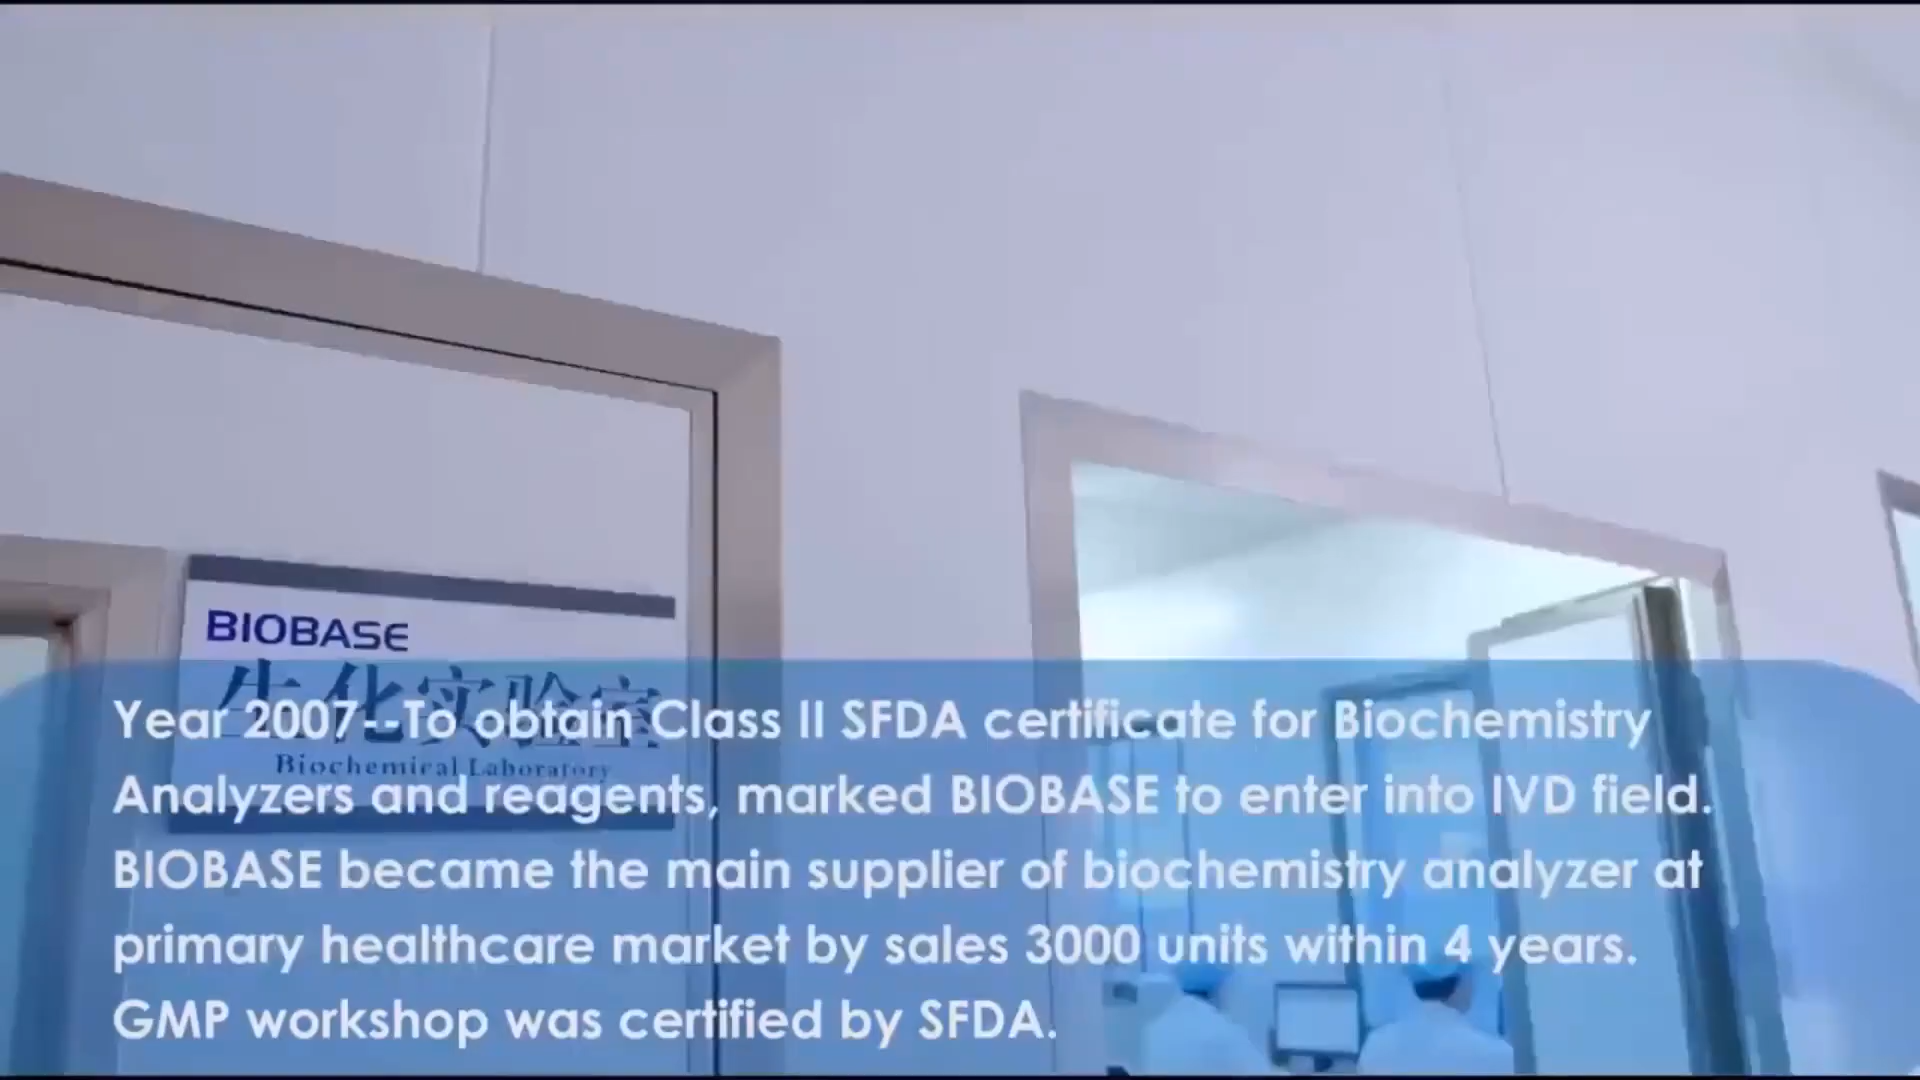 BIOBASE
生化实验室
Biochemical Laboratory
Year 2007--To obtain Class II SFDA certificate for Biochemistry
Analyzers and reagents, marked BIOBASE to enter into IVD field.
BIOBASE became the main supplier of biochemistry analyzer at
primary healthcare market by sales 3000 units within 4 years.
GMP workshop was certified by SFDA.